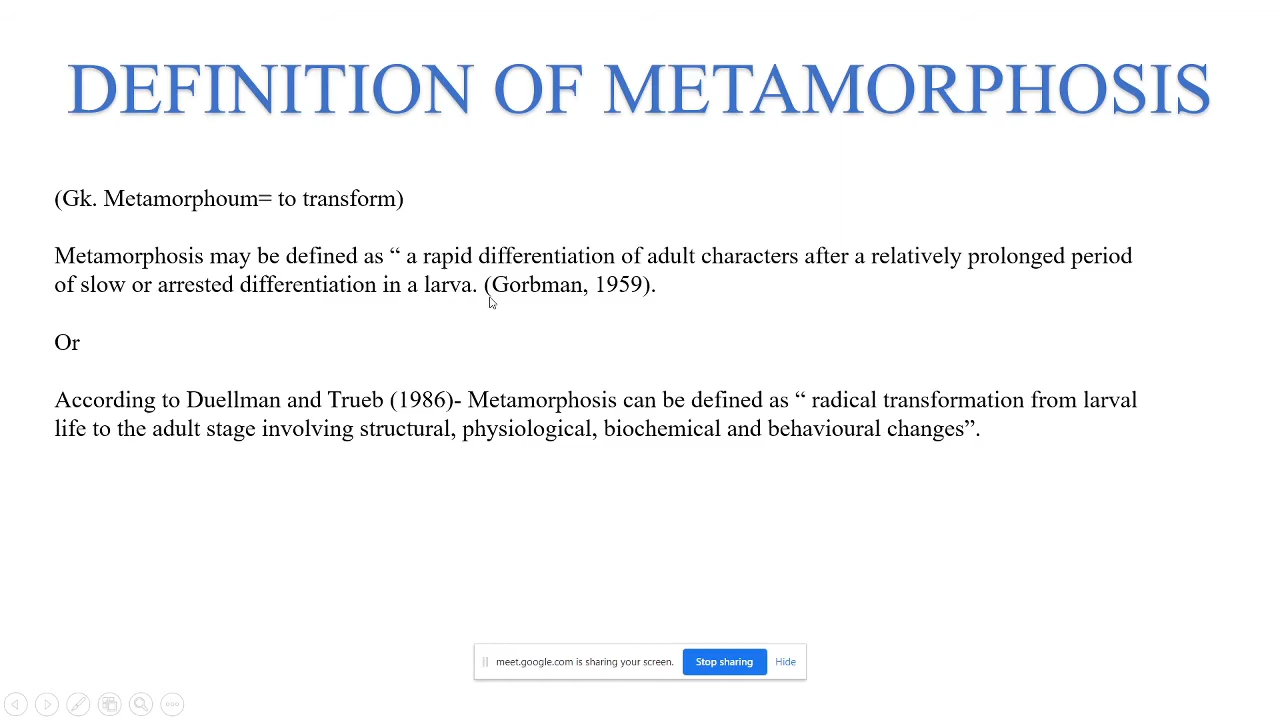 DEFINITION OF METAMORPHOSIS
(Gk. Metamorphoum= to transform)
Metamorphosis may be defined as “ a rapid differentiation of adult characters after a relatively prolonged period
of slow or arrested differentiation in a larva. (Gorbman, 1959).
Or
According to Duellman and Trueb (1986)- Metamorphosis can be defined as “ radical transformation from larval
life to the adult stage involving structural, physiological, biochemical and behavioural changes”.
meet.google.com is sharing your screen. Stop sharing Hide